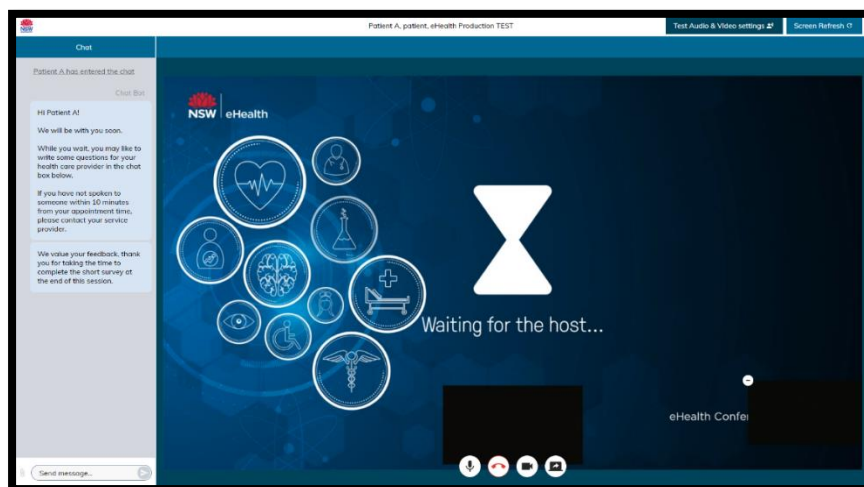 NSW
Patient A, patient, eHealth Production TEST
Test Audio & Video settings
Screen Refresh
Chat
Patient A has entered the chat
Chat Bot
Hi Patient A!
We will be with you soon.
While you wait, you may like to
write some questions for your
health care provider in the chat
box below.
If you have not spoken to
someone within 10 minutes
from your appointment time,
please contact your service
provider.
We value your feedback, thank
you for taking the time to
complete the short survey at
the end of this session.
Send message...
NSW eHealth
Waiting for the host...
eHealth Confe